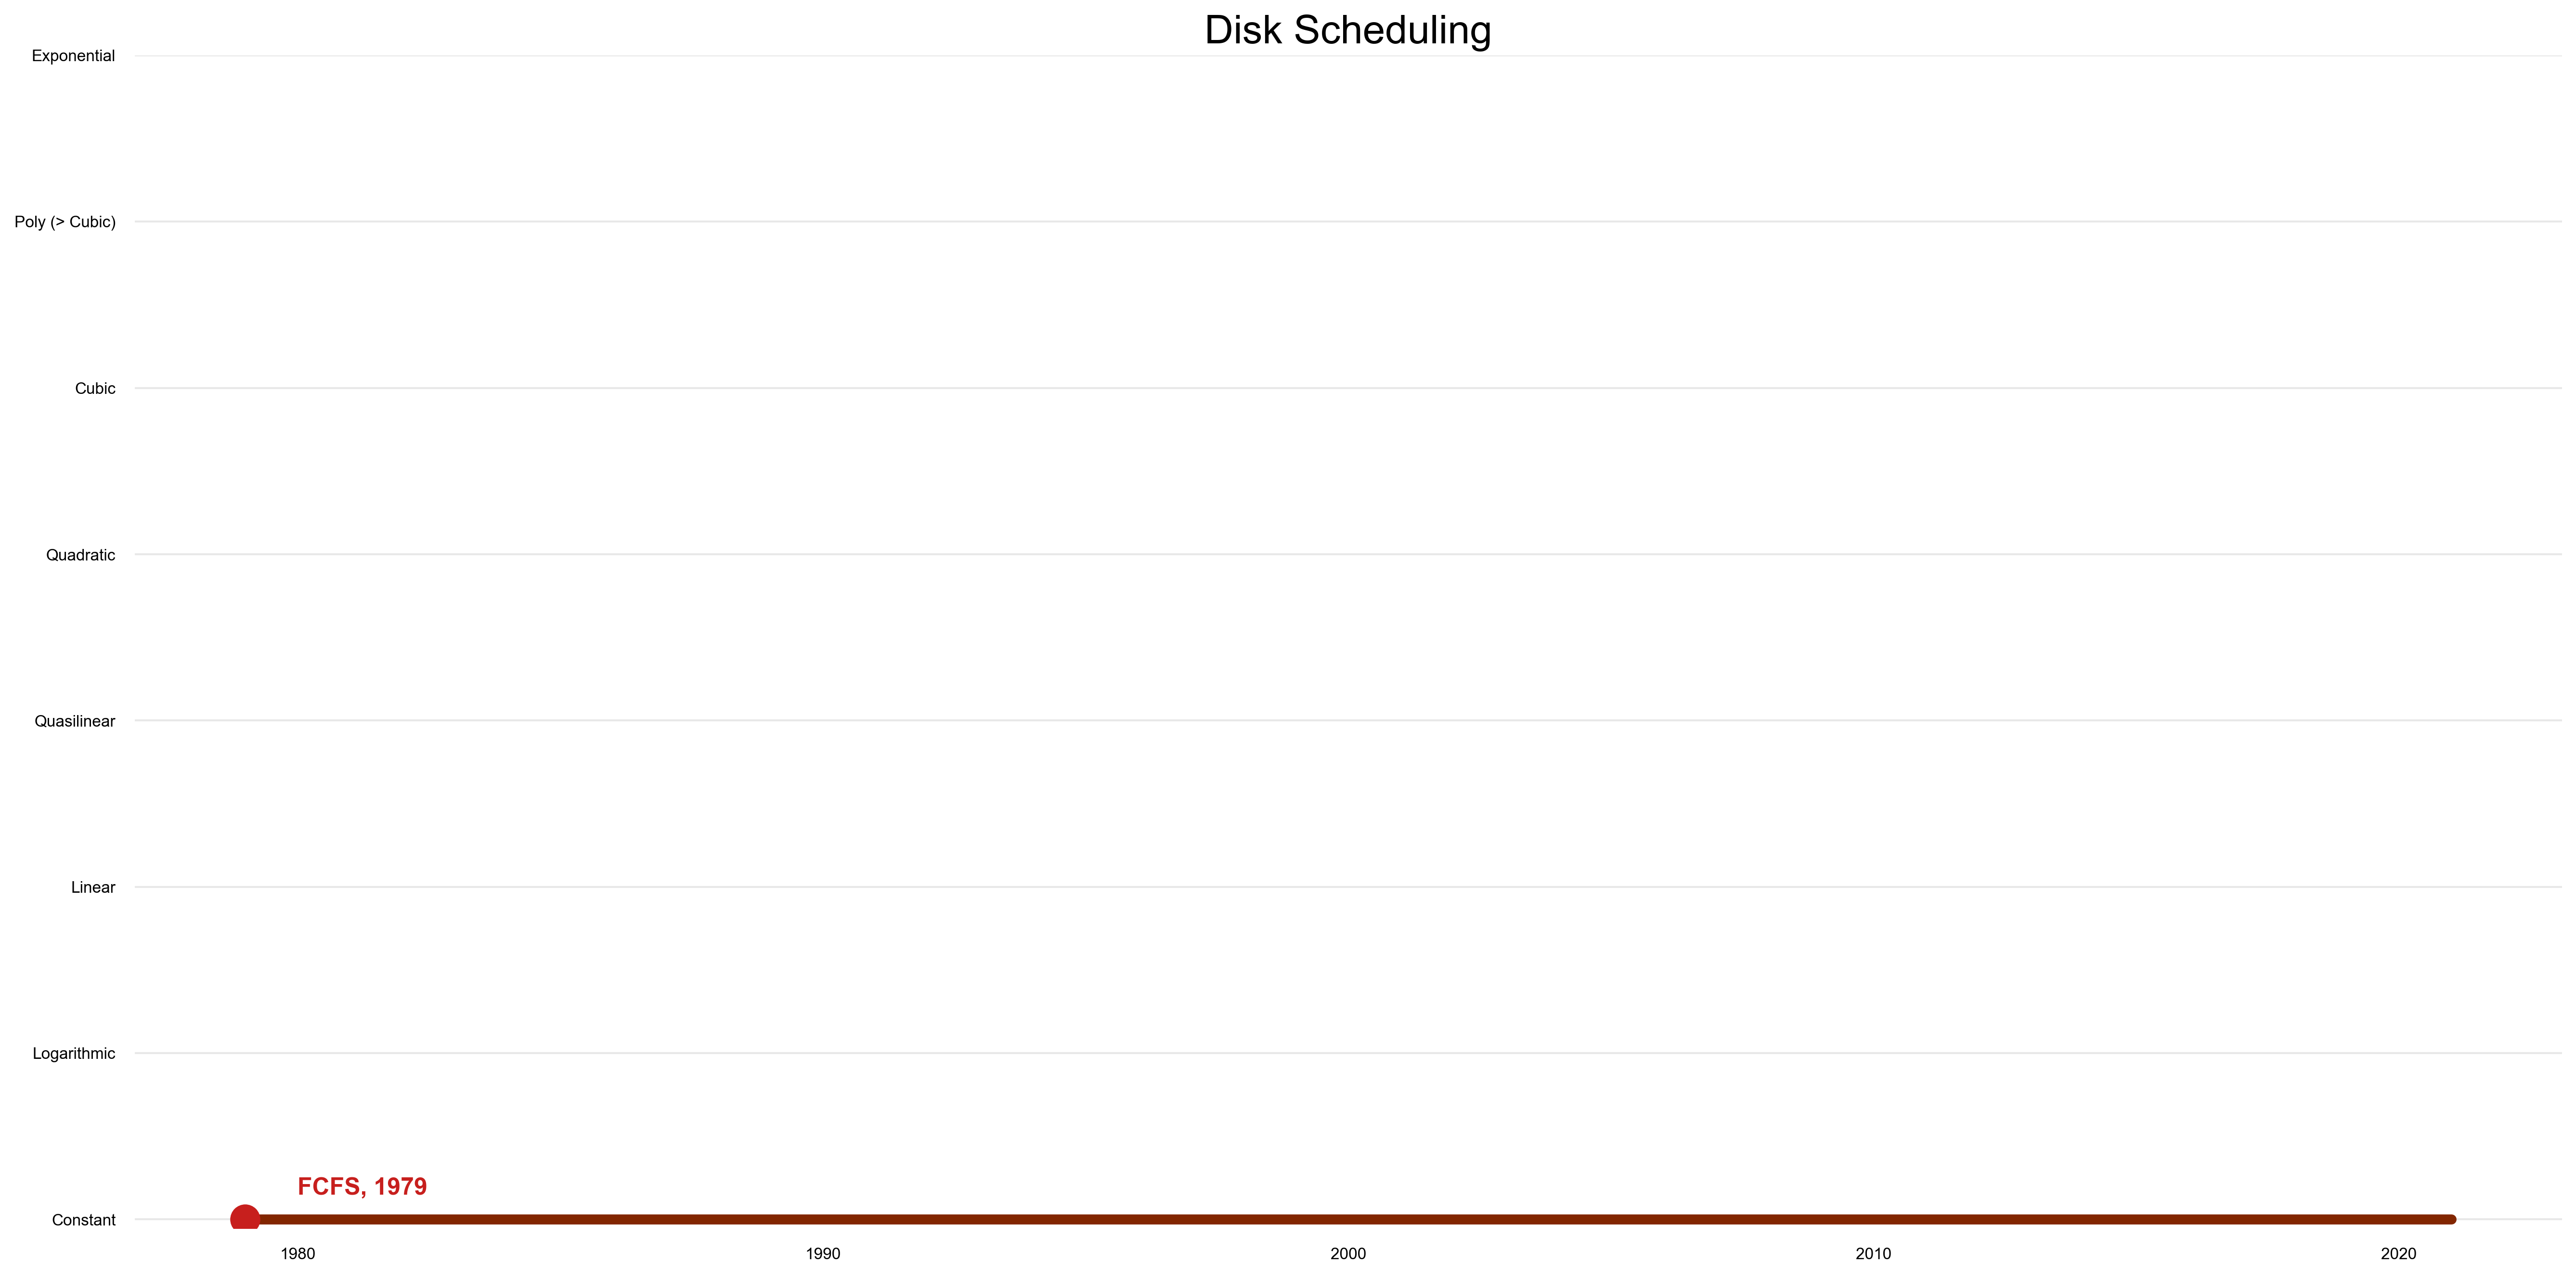 Disk Scheduling
Exponential
Poly (> Cubic)
Cubic
Quadratic
Quasilinear
Linear
Logarithmic
FCFS, 1979
Constant
1980 1990 2000 2010 2020